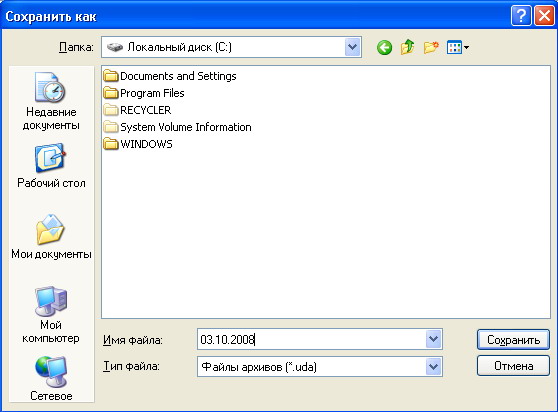 Сохранить как
Папка:
Локальный диск (C:)
Недавние
документы
Рабочий стол
Мои документы
Мой
компьютер
Сетевое
Documents and Settings
Program Files
RECYCLER
System Volume Information
WINDOWS
Имя файла:
03.10.2008
Сохранить
Тип файла:
Файлы архивов (*.uda)
Отмена